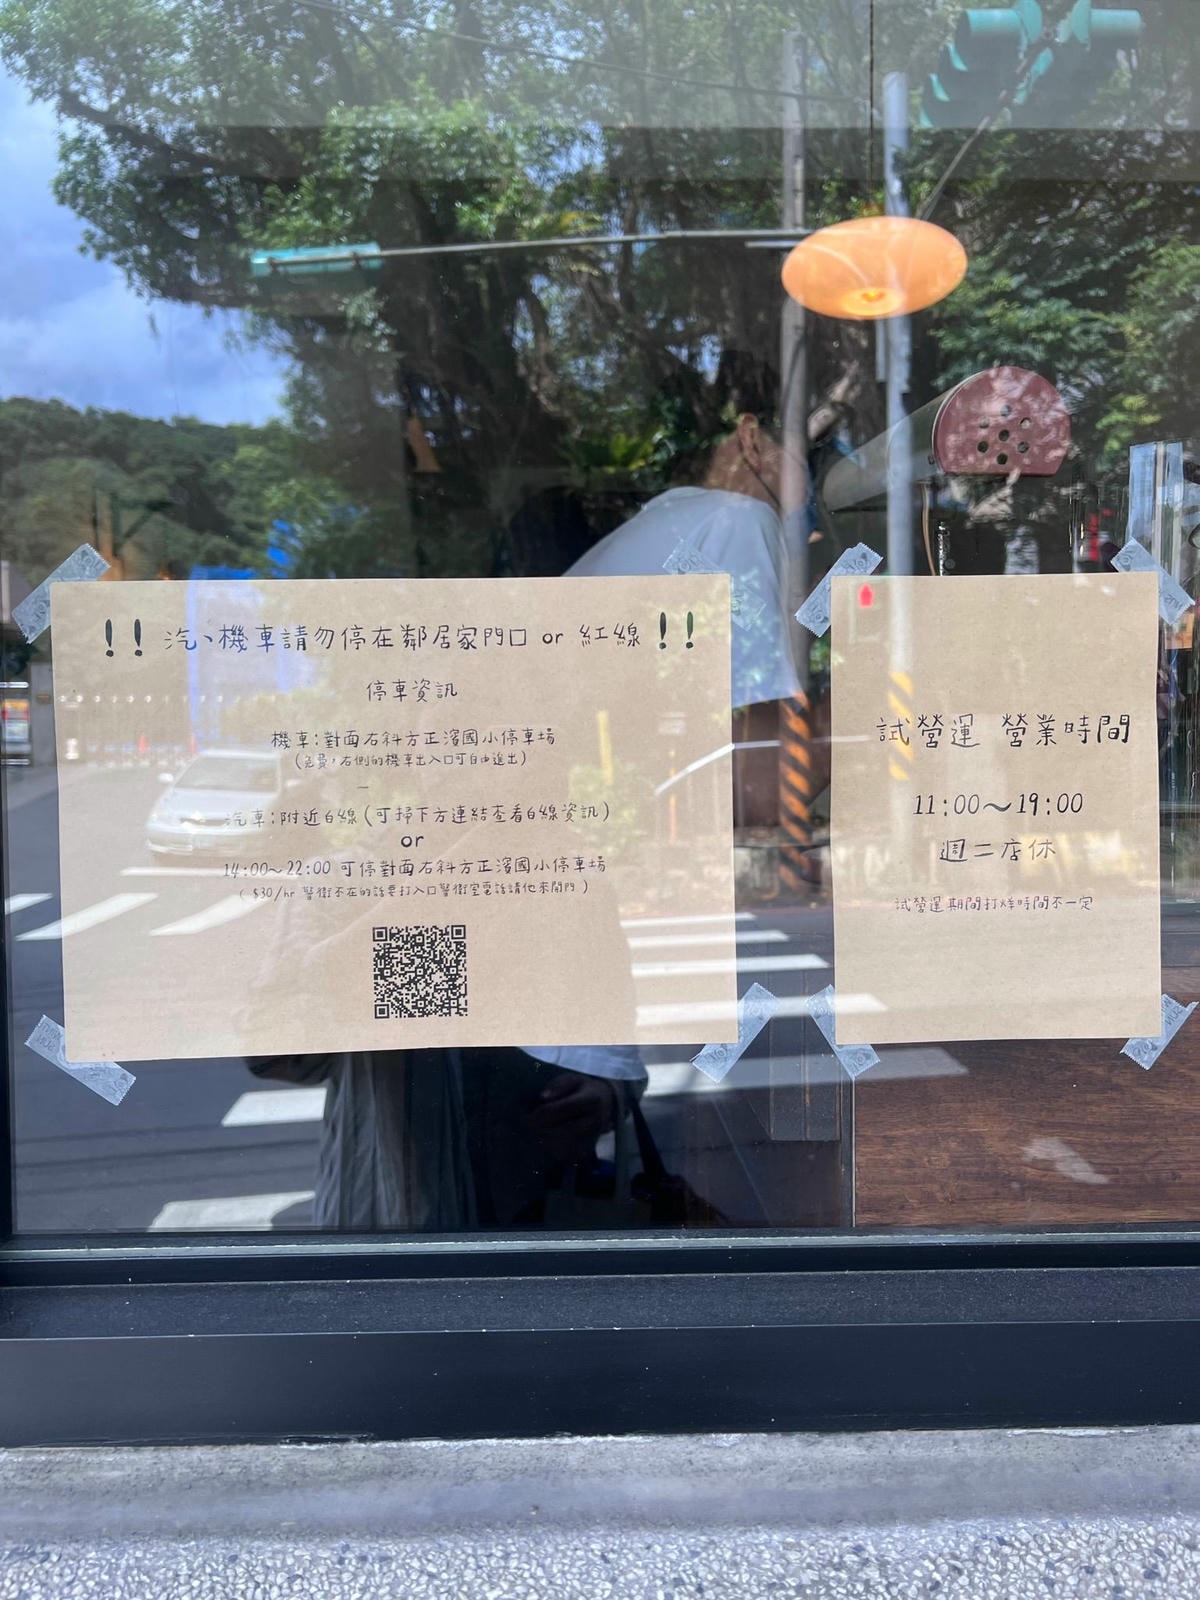 !! 汽、機車請勿停在鄰居家門口 or 紅線 !!
停車資訊
機車：對面右斜方正濱國小停車場
(免費，右側的機車出入口可自由進出)
—
汽車：附近白線(可掃下方連結查看白線資訊)
or
14:00~22:00 可停對面右斜方正濱國小停車場
( $30/hr 警衛不在的話要打入口警衛室電話請他來開門 )
試營運 營業時間
11:00～19:00
週二店休
試營運期間打烊時間不一定